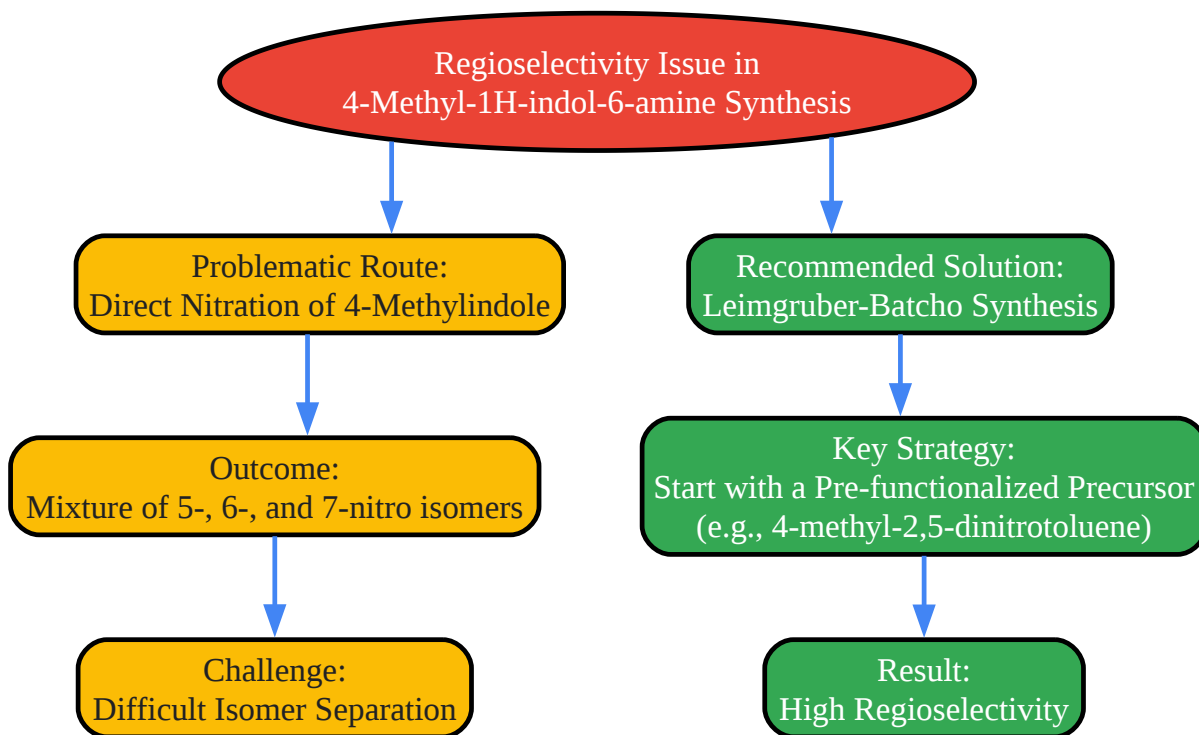 Regioselectivity Issue in
4-Methyl-1H-indol-6-amine Synthesis
Problematic Route:
Direct Nitration of 4-Methylindole
Recommended Solution:
Leimgruber-Batcho Synthesis
Outcome:
Mixture of 5-, 6-, and 7-nitro isomers
Key Strategy:
Start with a Pre-functionalized Precursor
(e.g., 4-methyl-2,5-dinitrotoluene)
Challenge:
Difficult Isomer Separation
Result:
High Regioselectivity